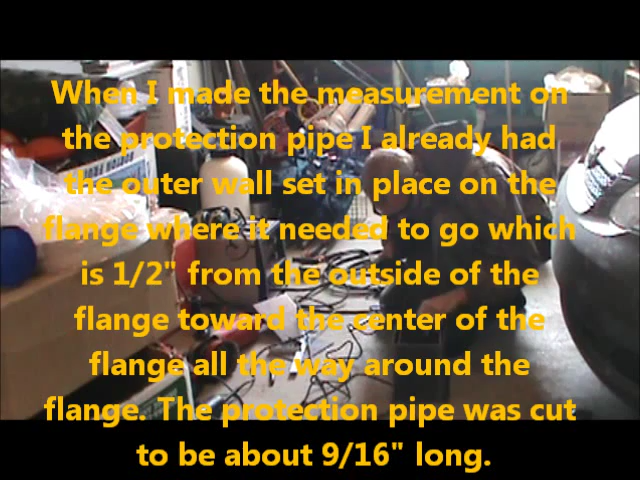 When I made the measurement on
the protection pipe I already had
the outer wall set in place on the
flange where it needed to go which
is 1/2" from the outside of the
flange toward the center of the
flange all the way around the
flange. The protection pipe was cut
to be about 9/16" long.